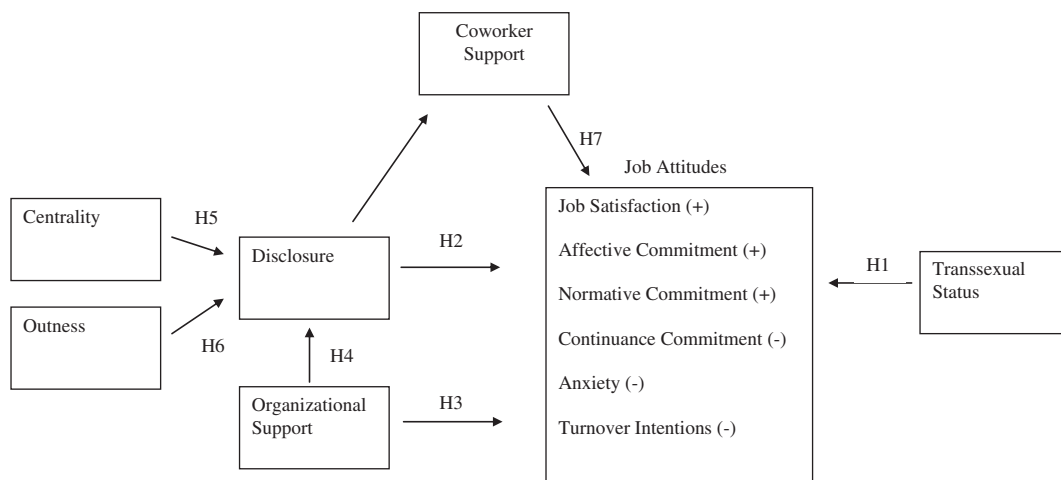 Coworker
Support
H7
Job Attitudes
Centrality
H5
Disclosure
H2
Job Satisfaction (+)
Affective Commitment (+)
Normative Commitment (+)
Continuance Commitment (-)
Anxiety (-)
Turnover Intentions (-)
H1
Transsexual
Status
Outness
H6
H4
Organizational
Support
H3